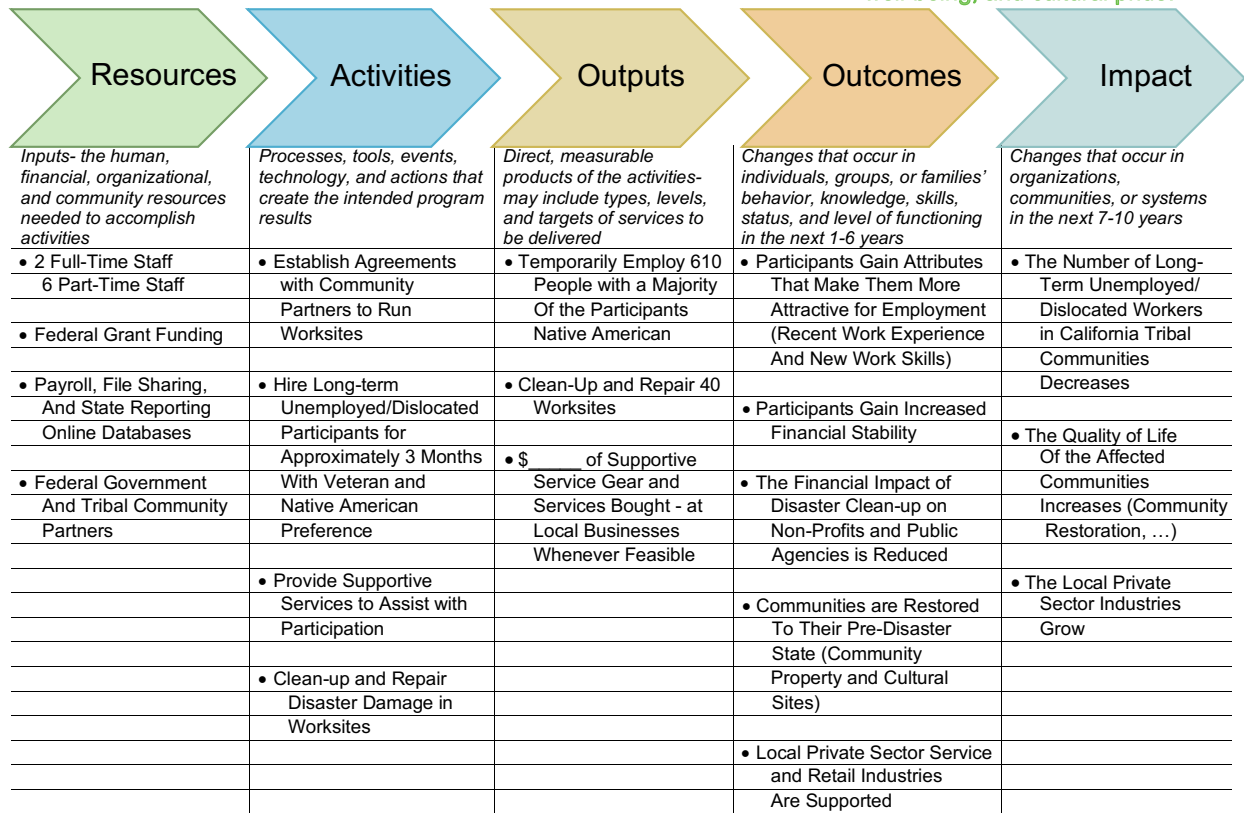 Resources
Activities
Outputs
Outcomes
Impact
Inputs- the human,
financial, organizational,
and community resources
needed to accomplish
activities
• 2 Full-Time Staff
6 Part-Time Staff
• Federal Grant Funding
• Payroll, File Sharing,
And State Reporting
Online Databases
• Federal Government
And Tribal Community
Partners
Processes, tools, events,
technology, and actions that
create the intended program
results
• Establish Agreements
with Community
Partners to Run
Worksites
• Hire Long-term
Unemployed/Dislocated
Participants for
Approximately 3 Months
With Veteran and
Native American
Preference
• Provide Supportive
Services to Assist with
Participation
• Clean-up and Repair
Disaster Damage in
Worksites
Direct, measurable
products of the activities-
may include types, levels,
and targets of services to
be delivered
• Temporarily Employ 610
People with a Majority
Of the Participants
Native American
• Clean-Up and Repair 40
Worksites
• $_____ of Supportive
Service Gear and
Services Bought - at
Local Businesses
Whenever Feasible
Changes that occur in
individuals, groups, or families’
behavior, knowledge, skills,
status, and level of functioning
in the next 1-6 years
• Participants Gain Attributes
That Make Them More
Attractive for Employment
(Recent Work Experience
And New Work Skills)
• Participants Gain Increased
Financial Stability
• The Financial Impact of
Disaster Clean-up on
Non-Profits and Public
Agencies is Reduced
• Communities are Restored
To Their Pre-Disaster
State (Community
Property and Cultural
Sites)
• Local Private Sector Service
and Retail Industries
Are Supported
Changes that occur in
organizations,
communities, or systems
in the next 7-10 years
• The Number of Long-
Term Unemployed/
Dislocated Workers
in California Tribal
Communities
Decreases
• The Quality of Life
Of the Affected
Communities
Increases (Community
Restoration, …)
• The Local Private
Sector Industries
Grow